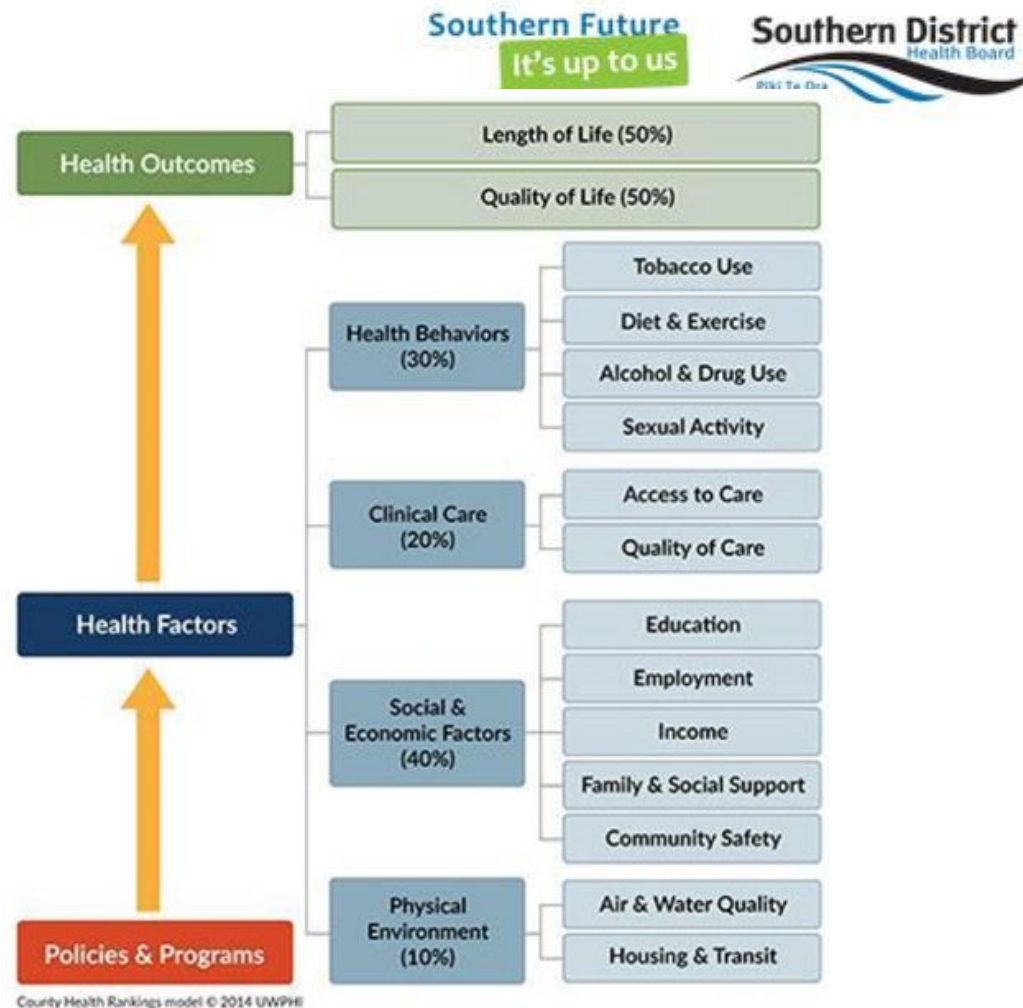 Southern Future
It's up to us
Southern District
Health Board
Piki Te Ora
Health Outcomes
Length of Life (50%)
Quality of Life (50%)
Health Behaviors
(30%)
Tobacco Use
Diet & Exercise
Alcohol & Drug Use
Sexual Activity
Clinical Care
(20%)
Access to Care
Quality of Care
Health Factors
Social &
Economic Factors
(40%)
Education
Employment
Income
Family & Social Support
Community Safety
Physical
Environment
(10%)
Air & Water Quality
Housing & Transit
Policies & Programs
County Health Rankings model © 2014 UWPHI